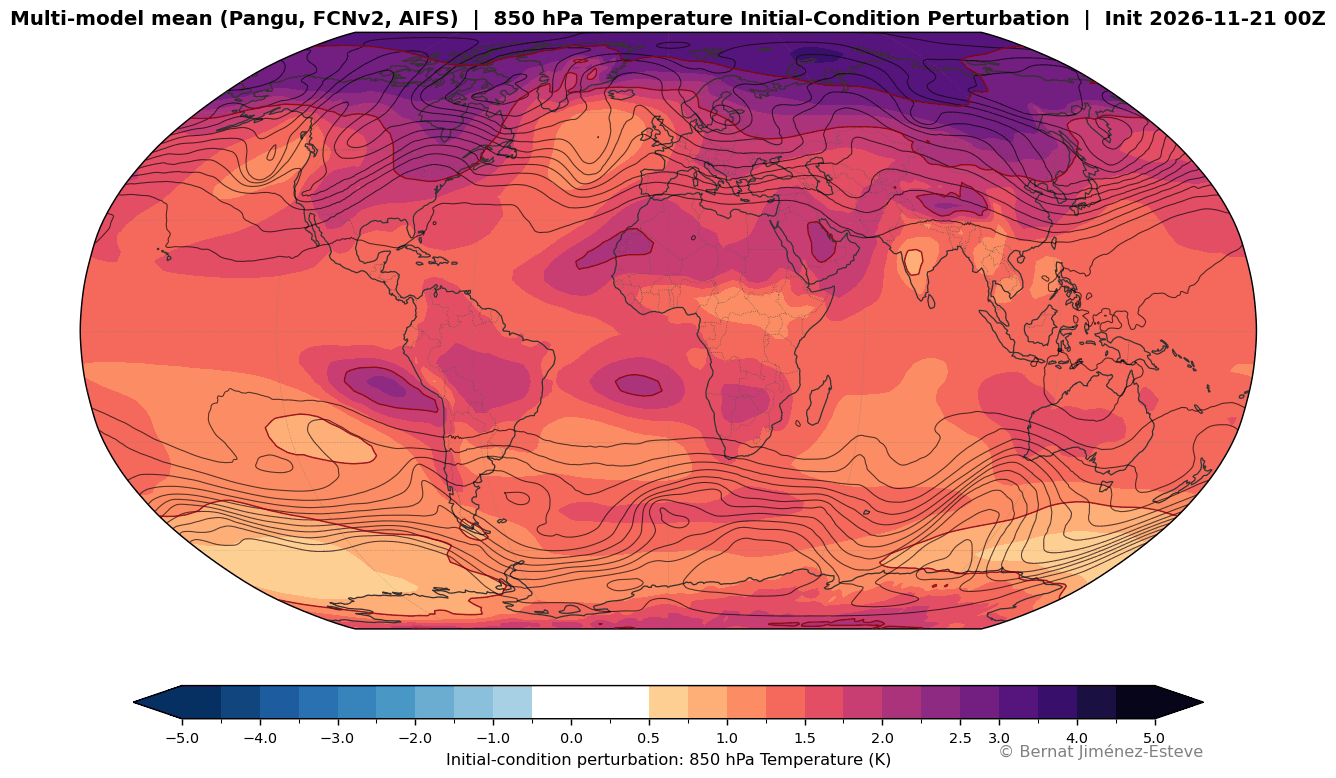 Multi-model mean (Pangu, FCNv2, AIFS) | 850 hPa Temperature Initial-Condition Perturbation | Init 2026-11-21 00Z
−5.0 −4.0 −3.0 −2.0 −1.0 0.0 0.5 1.0 1.5 2.0 2.5 3.0 4.0 5.0
Initial-condition perturbation: 850 hPa Temperature (K)
© Bernat Jiménez-Esteve